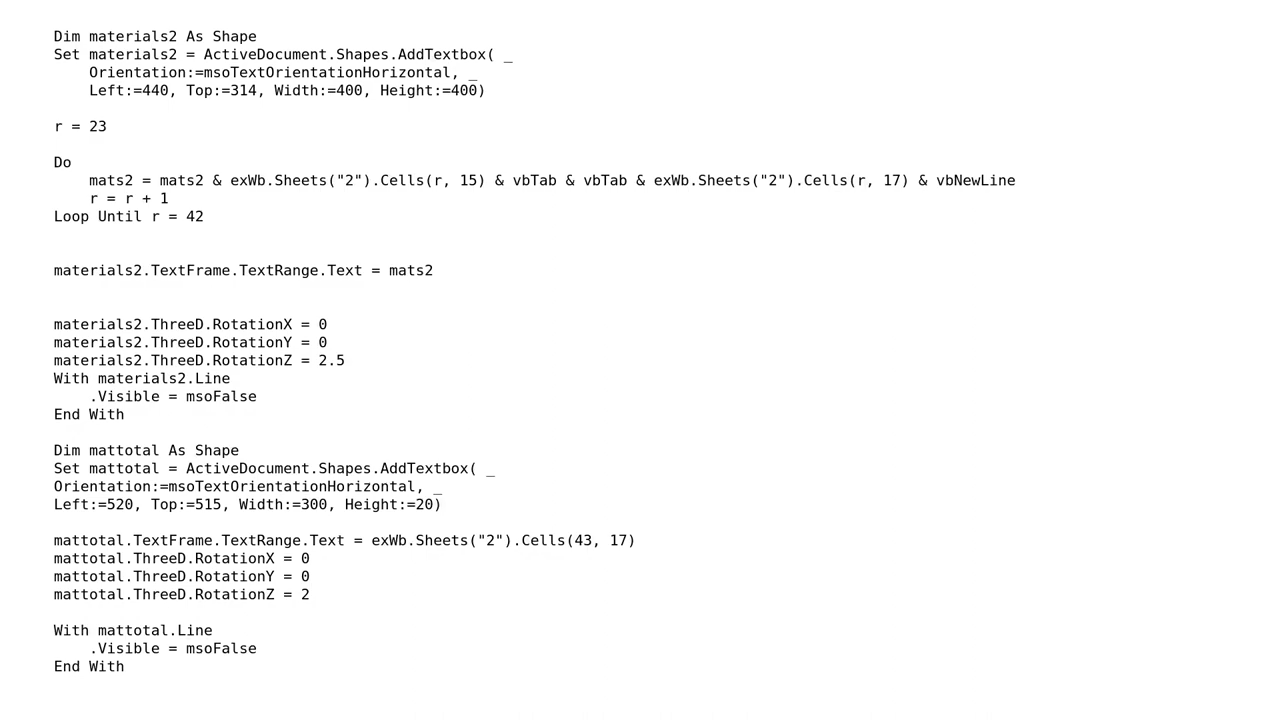 Dim materials2 As Shape
Set materials2 = ActiveDocument.Shapes.AddTextbox( _
    Orientation:=msoTextOrientationHorizontal, _
    Left:=440, Top:=314, Width:=400, Height:=400)

r = 23

Do
    mats2 = mats2 & exWb.Sheets("2").Cells(r, 15) & vbTab & vbTab & exWb.Sheets("2").Cells(r, 17) & vbNewLine
    r = r + 1
Loop Until r = 42


materials2.TextFrame.TextRange.Text = mats2


materials2.ThreeD.RotationX = 0
materials2.ThreeD.RotationY = 0
materials2.ThreeD.RotationZ = 2.5
With materials2.Line
    .Visible = msoFalse
End With

Dim mattotal As Shape
Set mattotal = ActiveDocument.Shapes.AddTextbox( _
Orientation:=msoTextOrientationHorizontal, _
Left:=520, Top:=515, Width:=300, Height:=20)

mattotal.TextFrame.TextRange.Text = exWb.Sheets("2").Cells(43, 17)
mattotal.ThreeD.RotationX = 0
mattotal.ThreeD.RotationY = 0
mattotal.ThreeD.RotationZ = 2

With mattotal.Line
    .Visible = msoFalse
End With